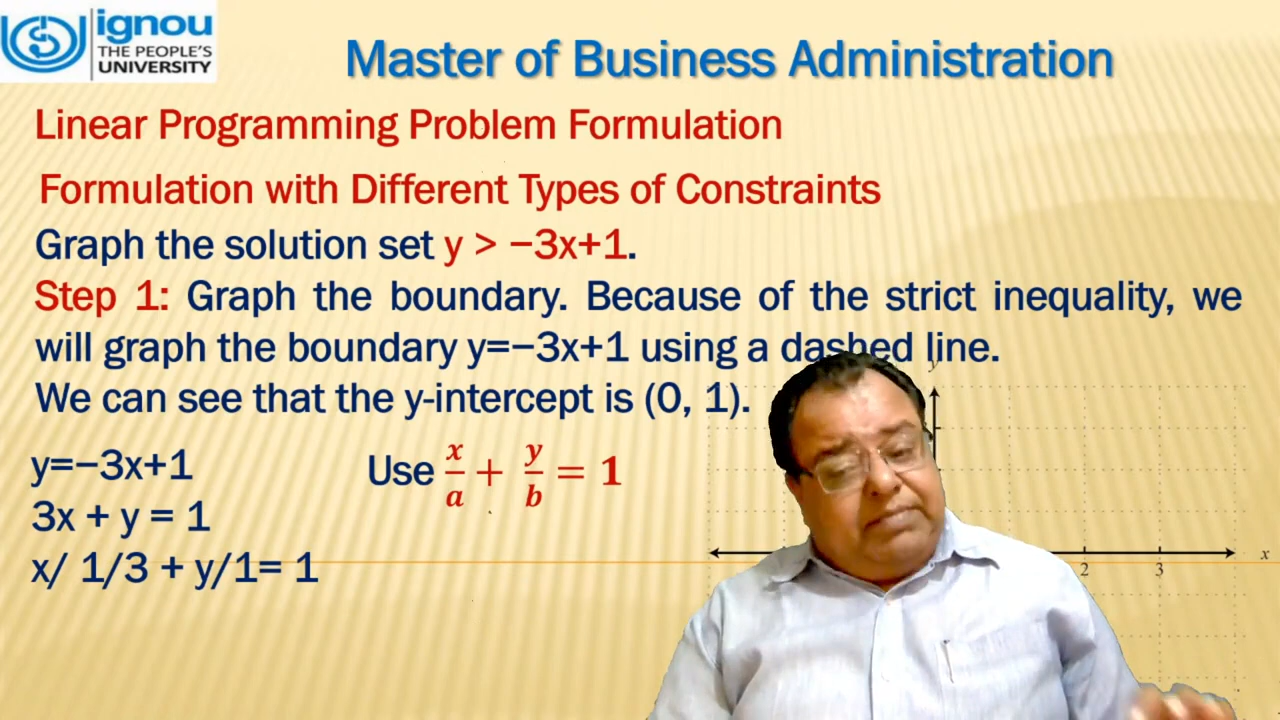 ignou
THE PEOPLE'S
UNIVERSITY
Master of Business Administration
Linear Programming Problem Formulation
Formulation with Different Types of Constraints
Graph the solution set y > −3x+1.
Step 1: Graph the boundary. Because of the strict inequality, we
will graph the boundary y=−3x+1 using a dashed line.
We can see that the y-intercept is (0, 1).
y=−3x+1
3x + y = 1
x/ 1/3 + y/1= 1
Use x/a + y/b = 1
y
x
2
3